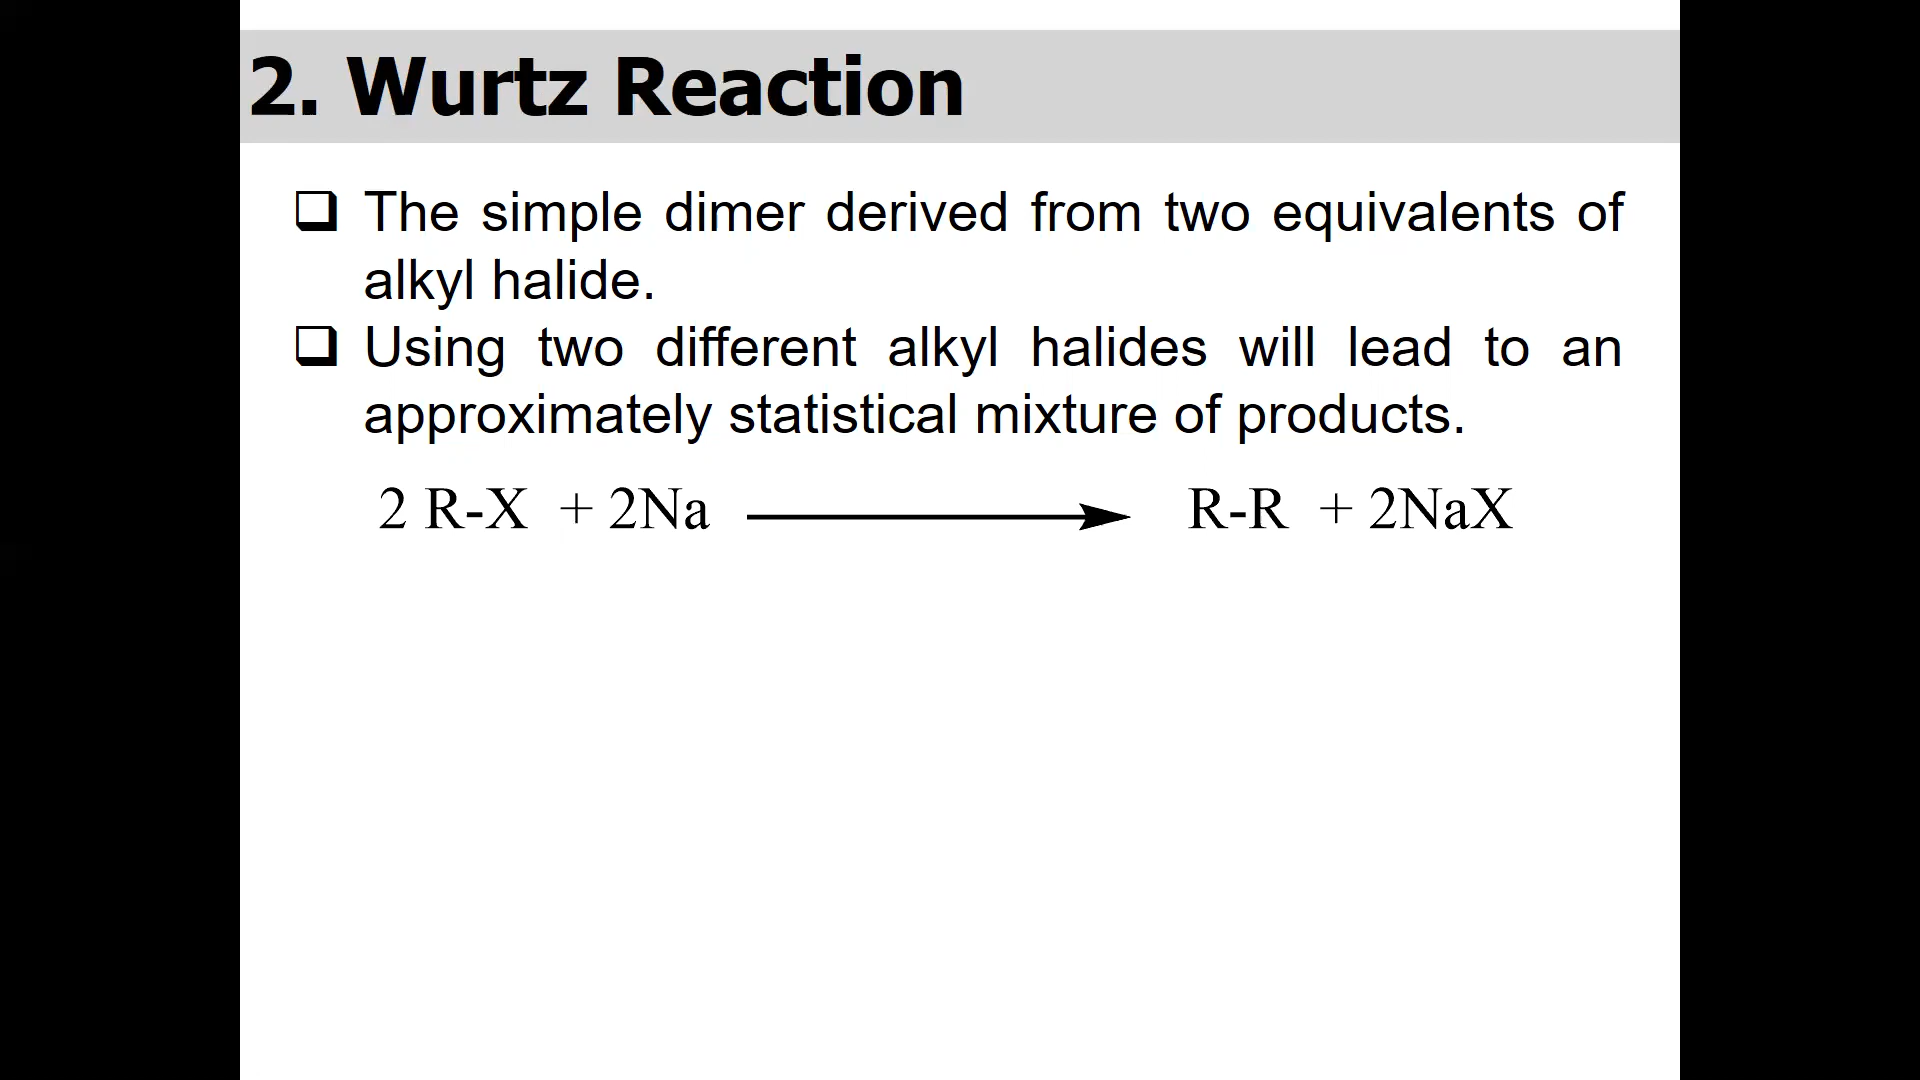 2. Wurtz Reaction
❑ The simple dimer derived from two equivalents of
alkyl halide.
❑ Using two different alkyl halides will lead to an
approximately statistical mixture of products.
2 R-X + 2Na ⟶ R-R + 2NaX